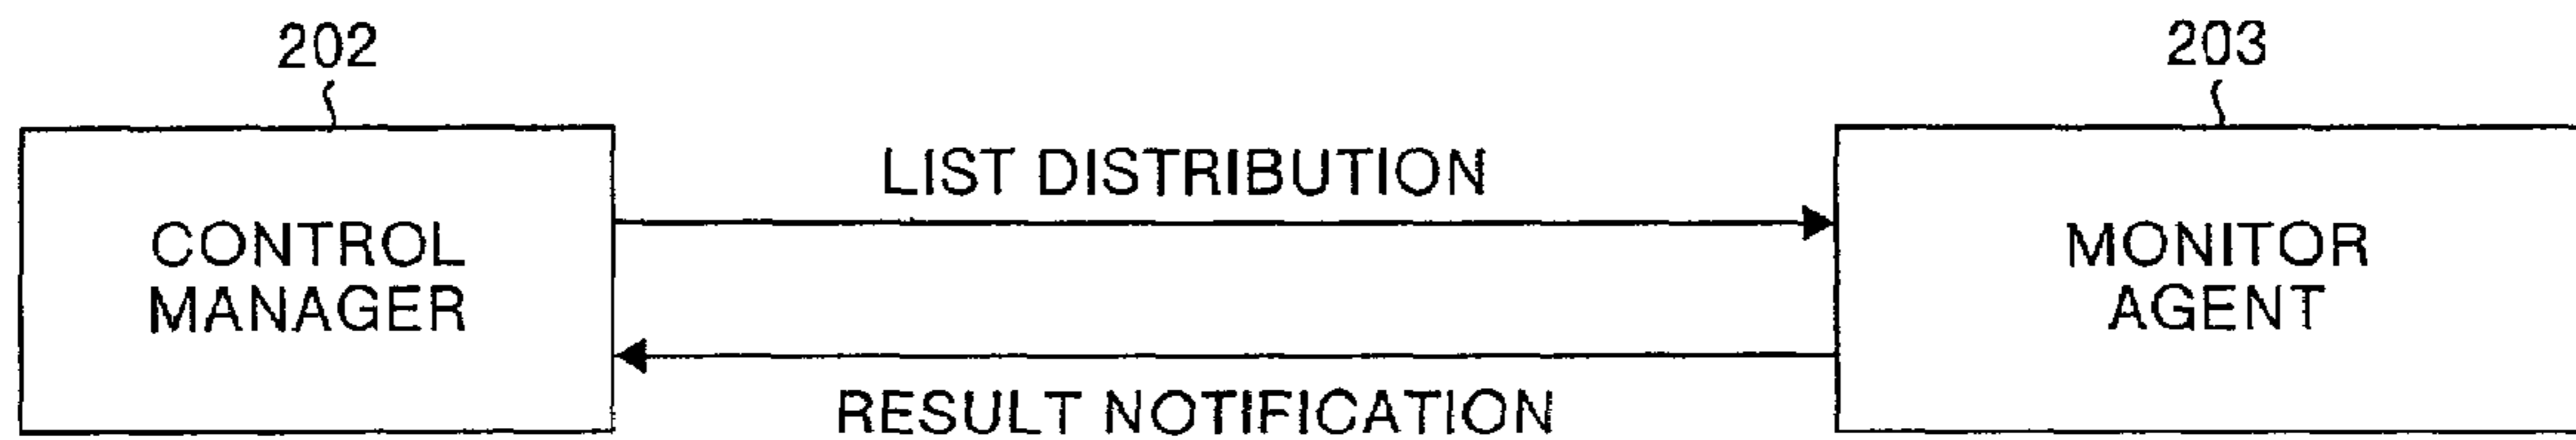 202
203
LIST DISTRIBUTION
CONTROL
MANAGER
MONITOR
AGENT
RESULT NOTIFICATION